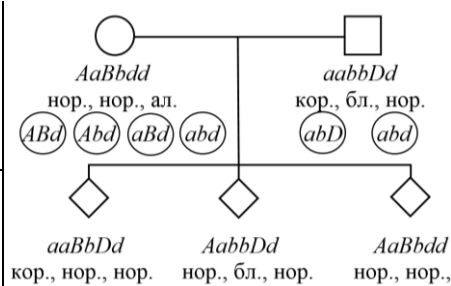 AaBbdd aabbDd
нор., нор., ал. кор., бл., нор.
ABd Abd aBd abd abD abd
aaBbDd AabbDd AaBbdd
кор., нор., нор. нор., бл., нор. нор., нор.,